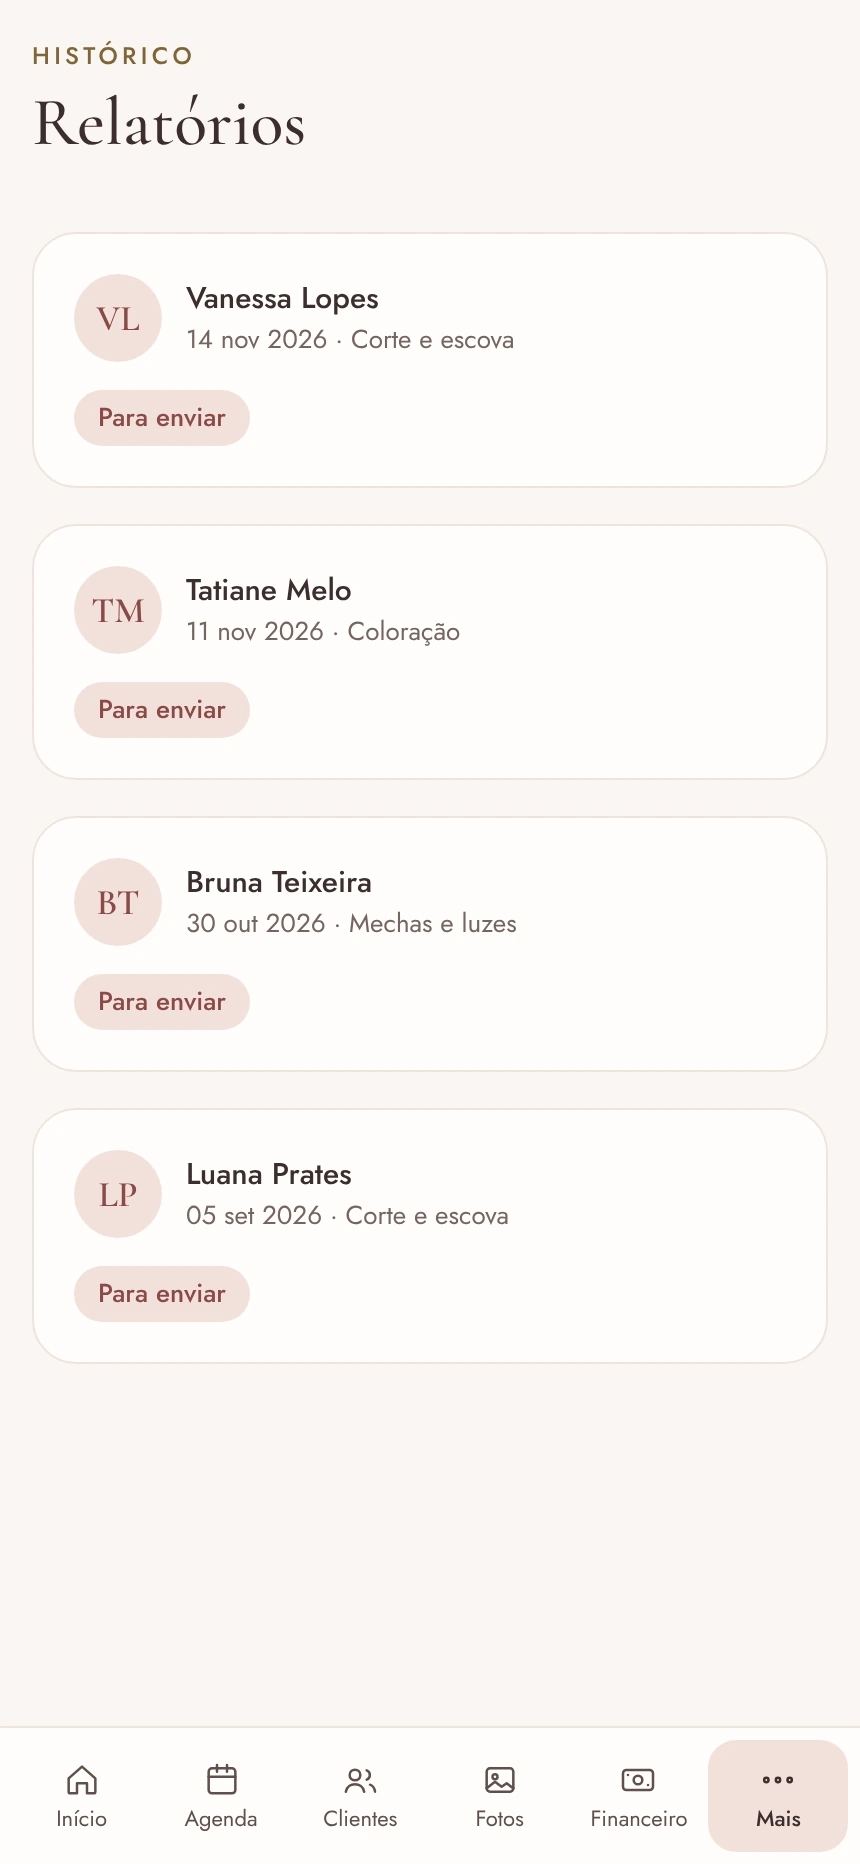 HISTÓRICO
Relatórios
VL
Vanessa Lopes
14 nov 2026 · Corte e escova
Para enviar
TM
Tatiane Melo
11 nov 2026 · Coloração
Para enviar
BT
Bruna Teixeira
30 out 2026 · Mechas e luzes
Para enviar
LP
Luana Prates
05 set 2026 · Corte e escova
Para enviar
Início Agenda Clientes Fotos Financeiro Mais